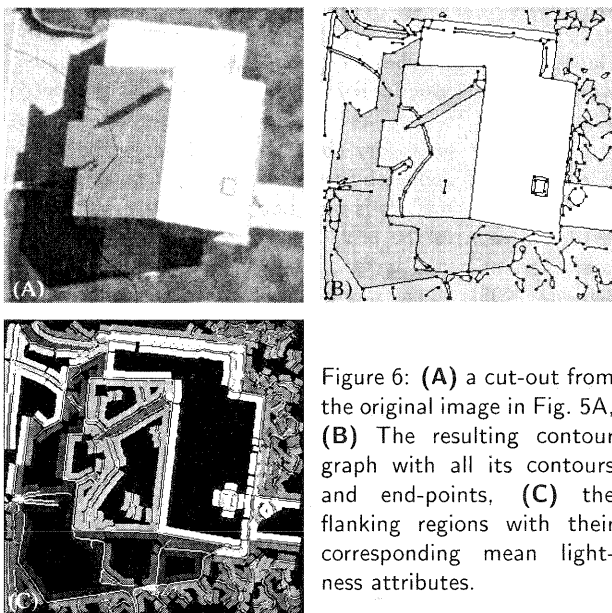 (A)
(B)
(C)
Figure 6: (A) a cut-out from
the original image in Fig. 5A,
(B) The resulting contour
graph with all its contours
and end-points, (C) the
flanking regions with their
corresponding mean light-
ness attributes.